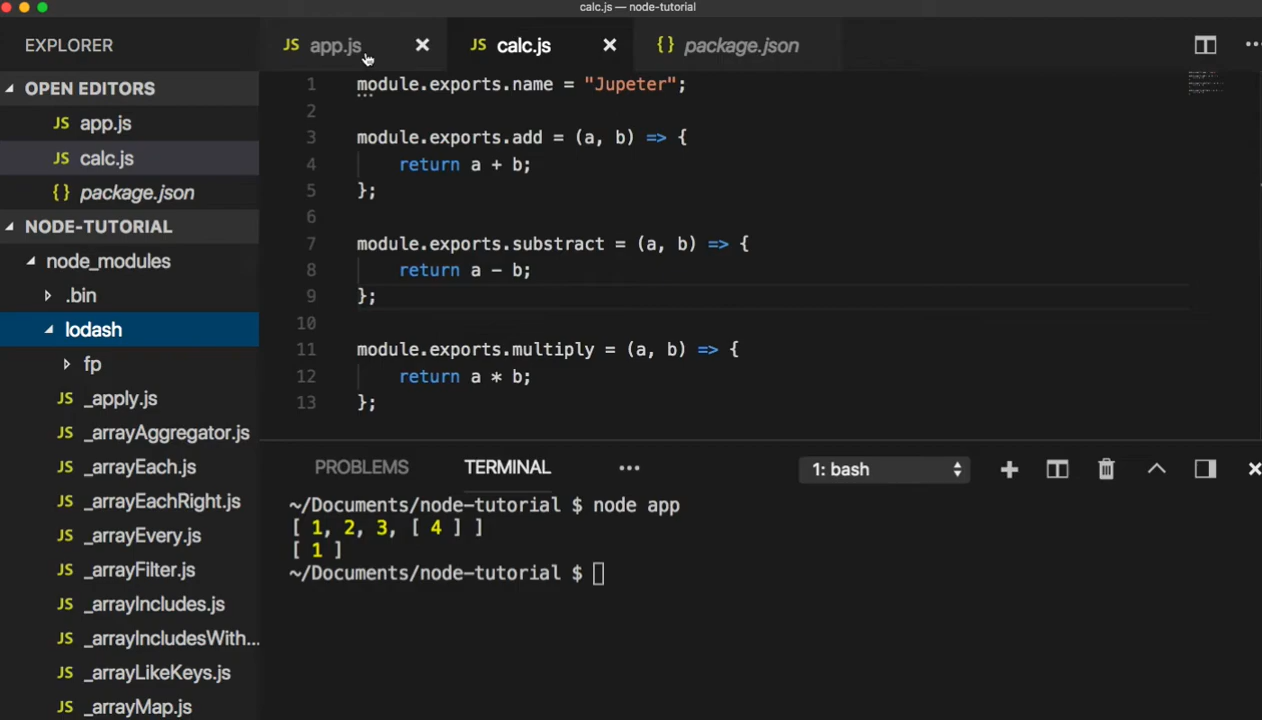 calc.js — node-tutorial
EXPLORER
JS app.js
JS calc.js
{ } package.json
OPEN EDITORS
JS app.js
JS calc.js
{ } package.json
NODE-TUTORIAL
node_modules
.bin
lodash
fp
JS _apply.js
JS _arrayAggregator.js
JS _arrayEach.js
JS _arrayEachRight.js
JS _arrayEvery.js
JS _arrayFilter.js
JS _arrayIncludes.js
JS _arrayIncludesWith...
JS _arrayLikeKeys.js
JS _arrayMap.js
1 module.exports.name = "Jupeter";
2
3 module.exports.add = (a, b) => {
4 return a + b;
5 };
6
7 module.exports.substract = (a, b) => {
8 return a - b;
9 };
10
11 module.exports.multiply = (a, b) => {
12 return a * b;
13 };
PROBLEMS
TERMINAL
1: bash
~/Documents/node-tutorial $ node app
[ 1, 2, 3, [ 4 ] ]
[ 1 ]
~/Documents/node-tutorial $